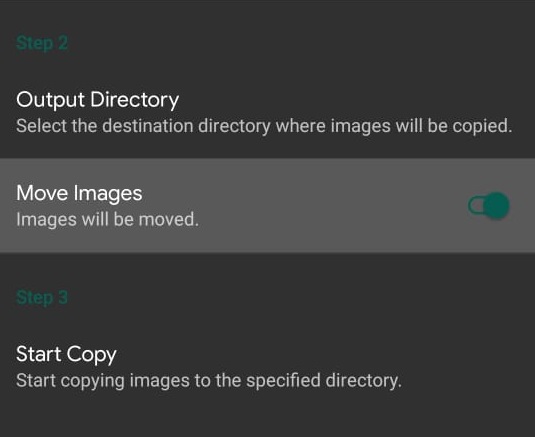 Step 2
Output Directory
Select the destination directory where images will be copied.
Move Images
Images will be moved.
Step 3
Start Copy
Start copying images to the specified directory.